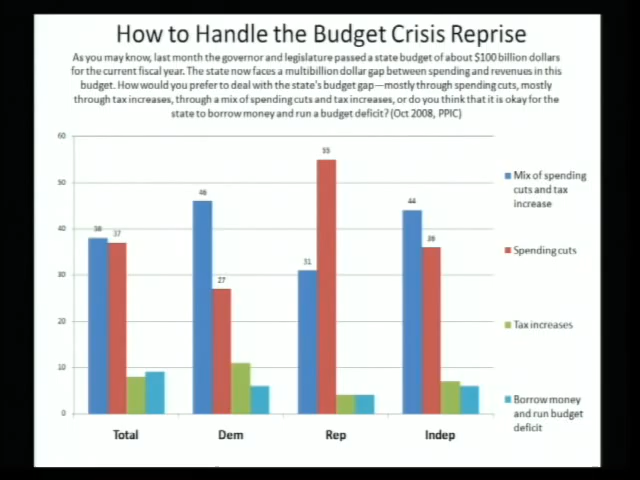 How to Handle the Budget Crisis Reprise
As you may know, last month the governor and legislature passed a state budget of about $100 billion dollars
for the current fiscal year. The state now faces a multibillion dollar gap between spending and revenues in this
budget. How would you prefer to deal with the state's budget gap—mostly through spending cuts, mostly
through tax increases, through a mix of spending cuts and tax increases, or do you think that it is okay for the
state to borrow money and run a budget deficit? (Oct 2008, PPIC)
60
50
40
30
20
10
0
38
37
46
27
31
55
44
36
Total
Dem
Rep
Indep
Mix of spending
cuts and tax
increase
Spending cuts
Tax increases
Borrow money
and run budget
deficit